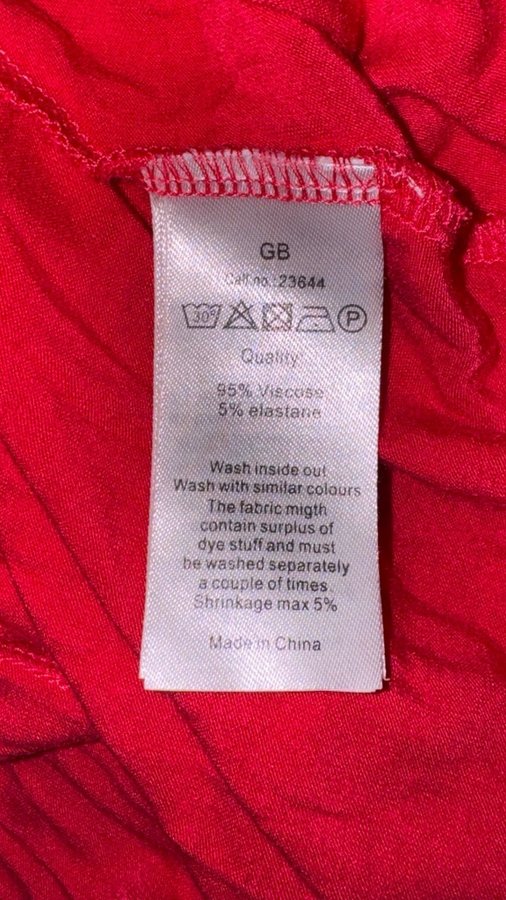 GB
Call no.: 23644
30° P
Quality:
95% Viscose
5% elastane
Wash inside out
Wash with similar colours
The fabric migth
contain surplus of
dye stuff and must
be washed separately
a couple of times
Shrinkage max 5%
Made in China